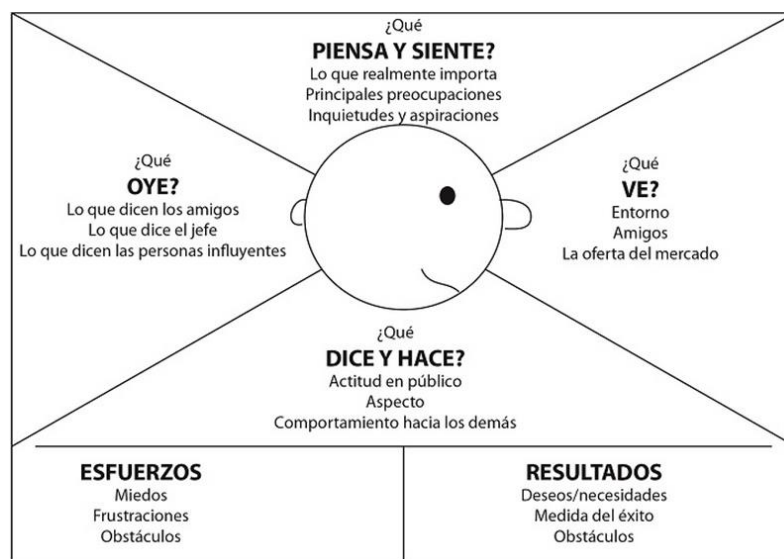 ¿Qué
PIENSA Y SIENTE?
Lo que realmente importa
Principales preocupaciones
Inquietudes y aspiraciones
¿Qué
OYE?
Lo que dicen los amigos
Lo que dice el jefe
Lo que dicen las personas influyentes
¿Qué
VE?
Entorno
Amigos
La oferta del mercado
¿Qué
DICE Y HACE?
Actitud en público
Aspecto
Comportamiento hacia los demás
ESFUERZOS
Miedos
Frustraciones
Obstáculos
RESULTADOS
Deseos/necesidades
Medida del éxito
Obstáculos